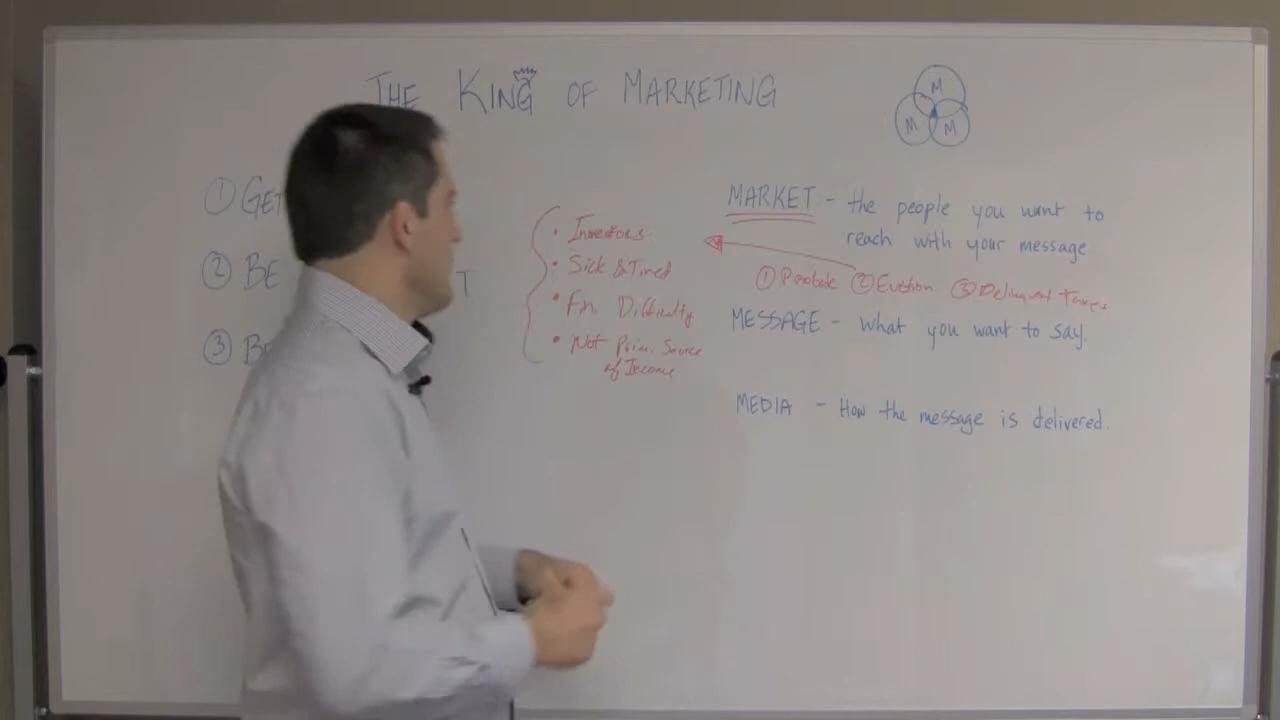 THE KING OF MARKETING
M
M M
① GET
② BE T
③ BE
• Investors
• Sick & Tired
• Fin. Difficulty
• Not Prim. Source
of Income
MARKET - the people you want to
reach with your message
① Probate ② Eviction ③ Delinquent Taxes
MESSAGE - What you want to say.
MEDIA - How the message is delivered.